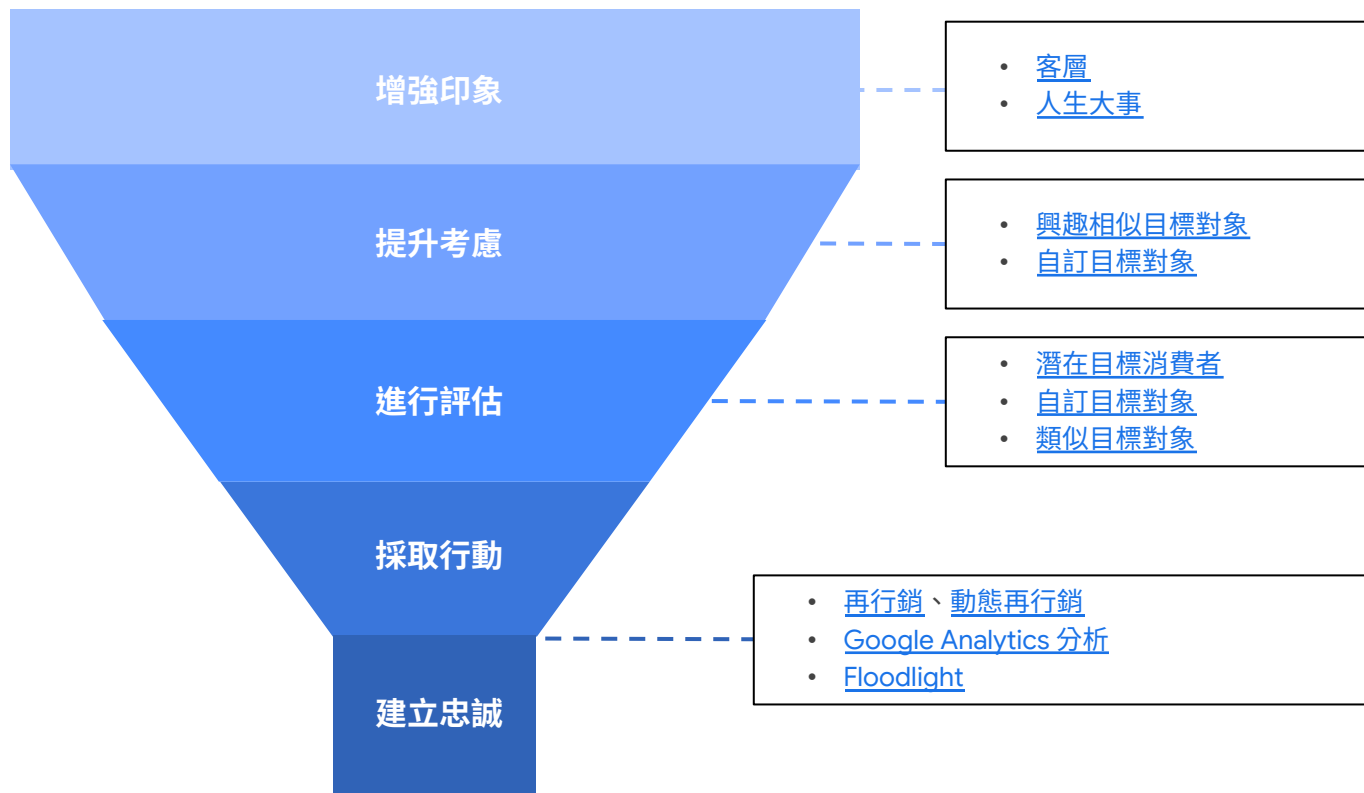 增強印象
• 客層
• 人生大事
提升考慮
• 興趣相似目標對象
• 自訂目標對象
進行評估
• 潛在目標消費者
• 自訂目標對象
• 類似目標對象
採取行動
• 再行銷、動態再行銷
• Google Analytics 分析
• Floodlight
建立忠誠